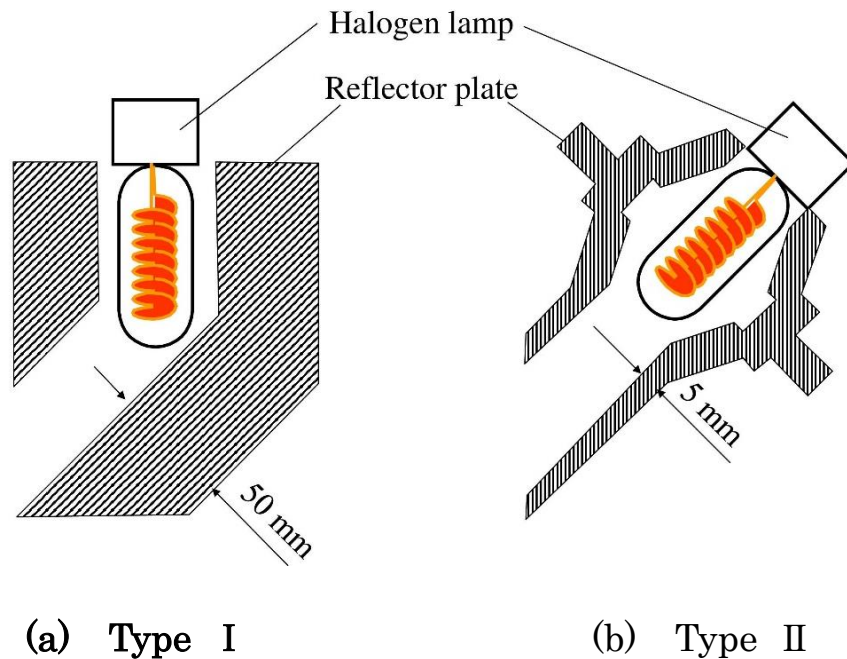 Halogen lamp
Reflector plate
50 mm
5 mm
(a) Type Ⅰ
(b) Type Ⅱ